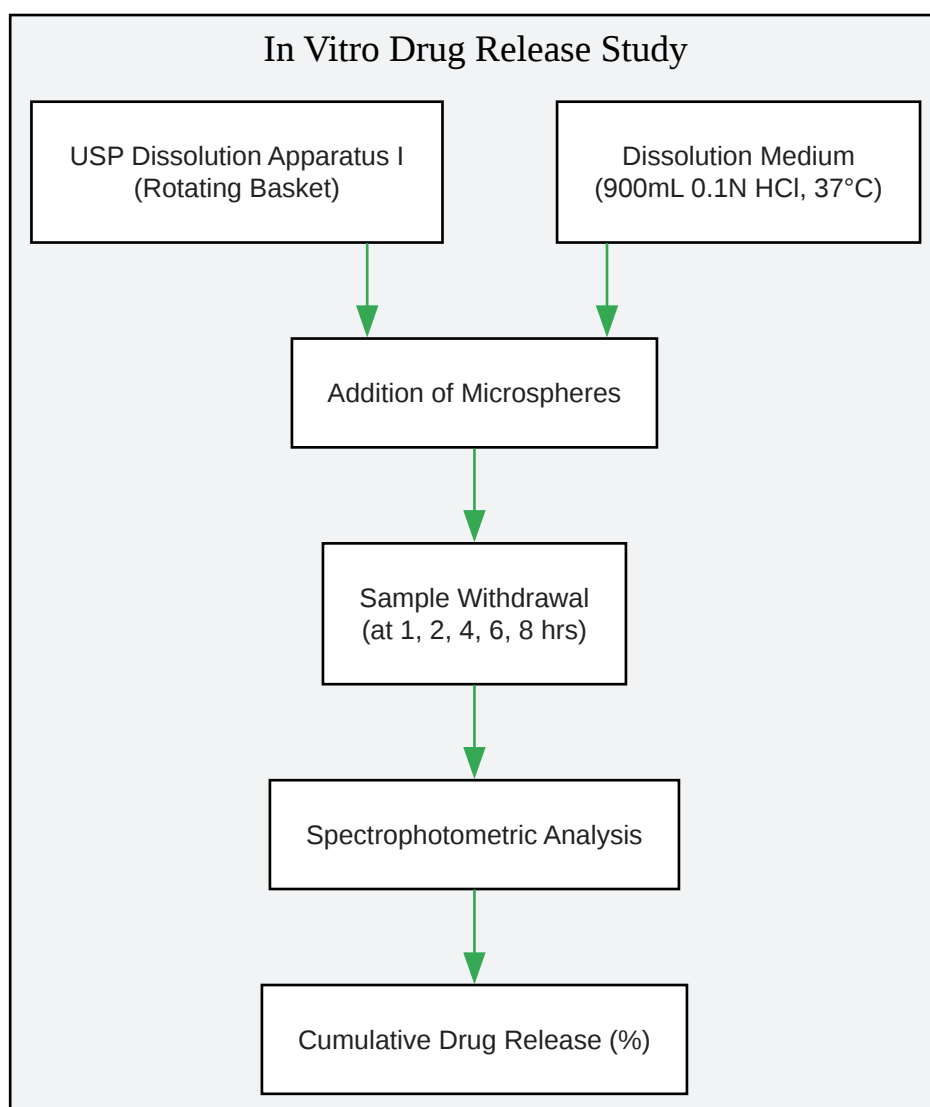 In Vitro Drug Release Study
USP Dissolution Apparatus I
(Rotating Basket)
Dissolution Medium
(900mL 0.1N HCl, 37°C)
Addition of Microspheres
Sample Withdrawal
(at 1, 2, 4, 6, 8 hrs)
Spectrophotometric Analysis
Cumulative Drug Release (%)